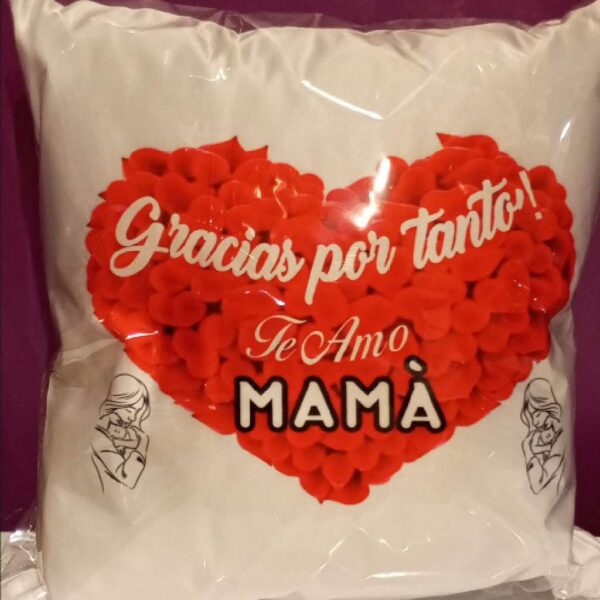 Gracias por tanto!
Te Amo
MAMÀ